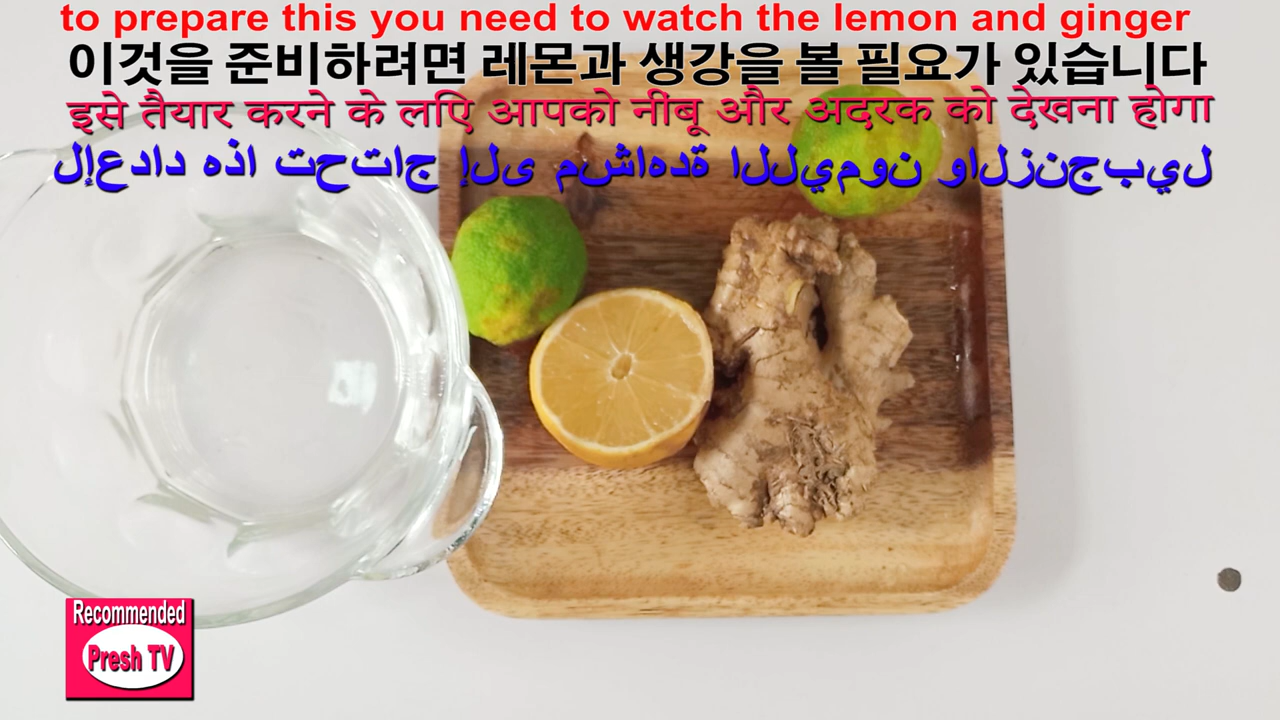 to prepare this you need to watch the lemon and ginger
이것을 준비하려면 레몬과 생강을 볼 필요가 있습니다
इसे तैयार करने के लिए आपको नींबू और अदरक को देखना होगा
لإعداد هذا تحتاج إلى مشاهدة الليمون والزنجبيل
Recommended
Presh TV